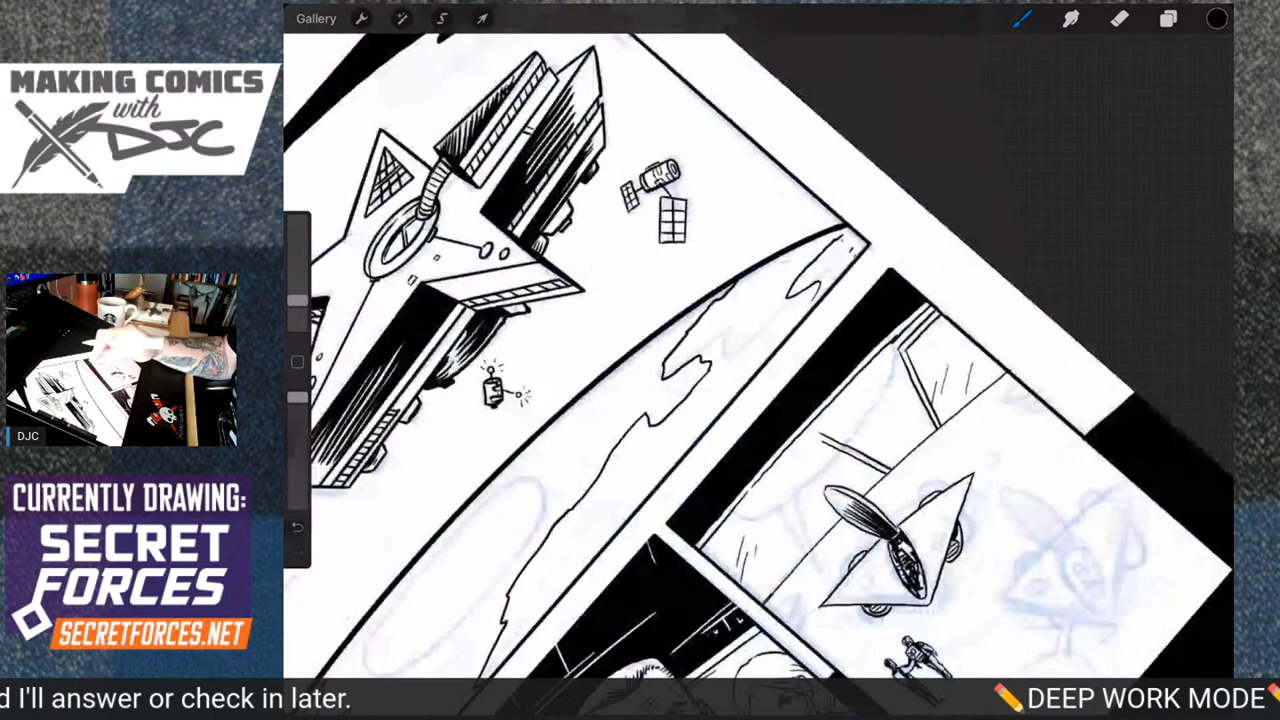 Gallery
MAKING COMICS
with
DJC
DJC
CURRENTLY DRAWING:
SECRET
FORCES
SECRETFORCES.NET
d I'll answer or check in later.
✏️DEEP WORK MODE✏️